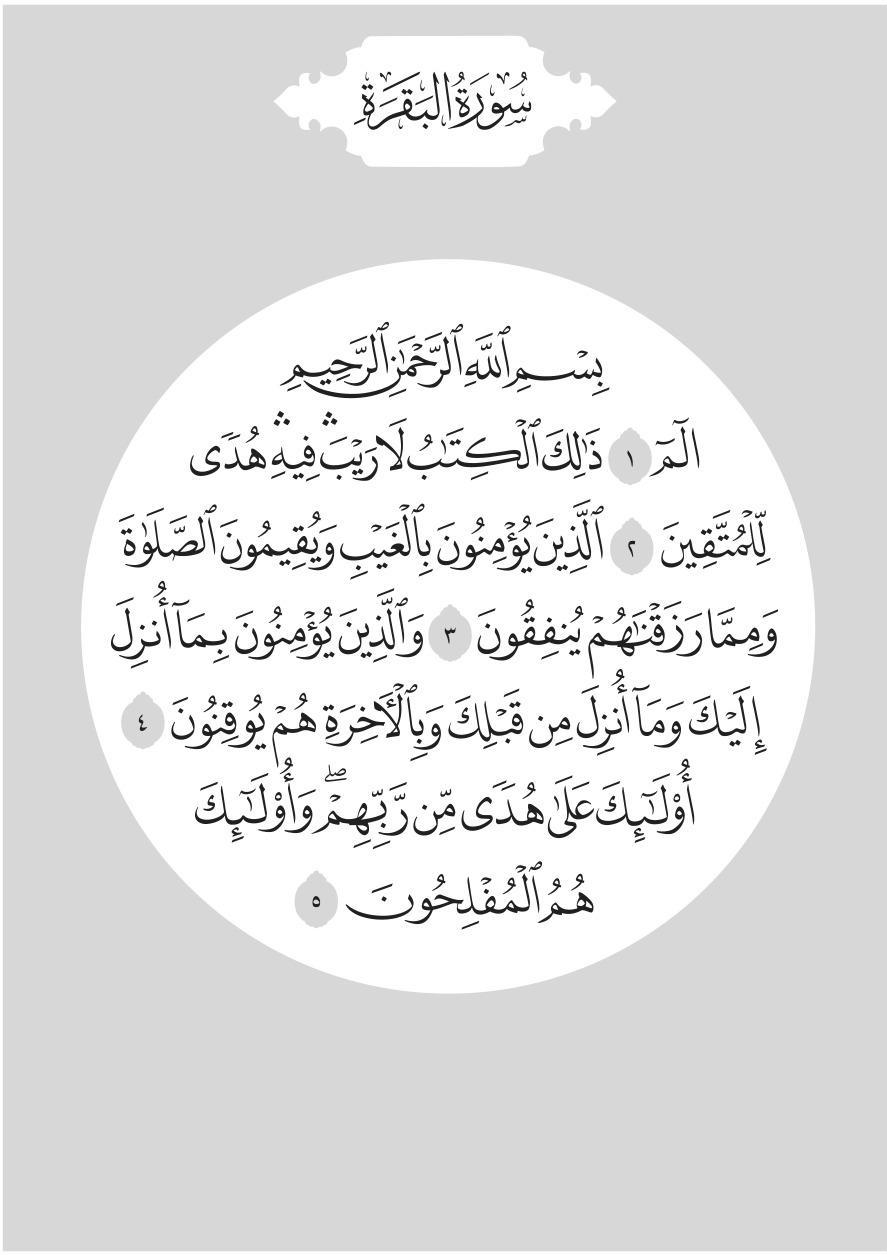 سُورَةُ البَقَرَةِ
بِسۡمِ ٱللَّهِ ٱلرَّحۡمَٰنِ ٱلرَّحِيمِ
الٓمٓ ١ ذَٰلِكَ ٱلۡكِتَٰبُ لَا رَيۡبَۛ فِيهِۛ هُدٗى
لِّلۡمُتَّقِينَ ٢ ٱلَّذِينَ يُؤۡمِنُونَ بِٱلۡغَيۡبِ وَيُقِيمُونَ ٱلصَّلَوٰةَ
وَمِمَّا رَزَقۡنَٰهُمۡ يُنفِقُونَ ٣ وَٱلَّذِينَ يُؤۡمِنُونَ بِمَآ أُنزِلَ
إِلَيۡكَ وَمَآ أُنزِلَ مِن قَبۡلِكَ وَبِٱلۡأٓخِرَةِ هُمۡ يُوقِنُونَ ٤
أُوْلَٰٓئِكَ عَلَىٰ هُدٗى مِّن رَّبِّهِمۡۖ وَأُوْلَٰٓئِكَ
هُمُ ٱلۡمُفۡلِحُونَ ٥